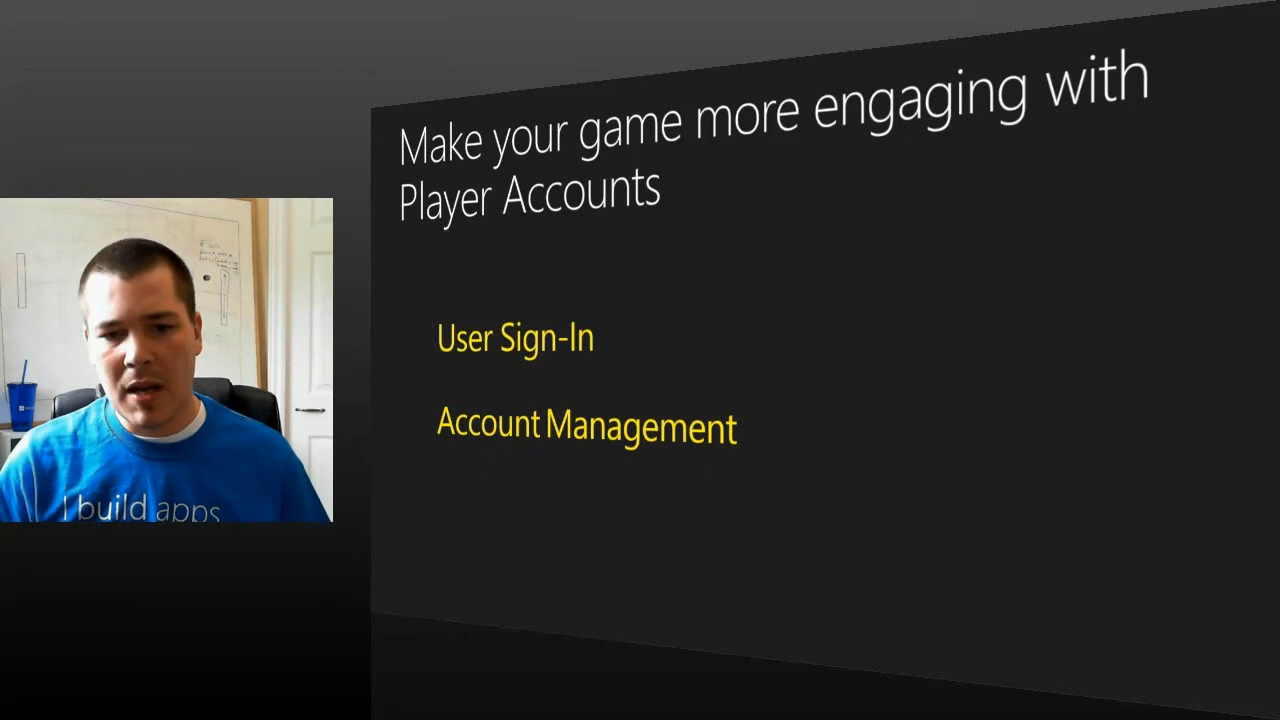 Make your game more engaging with
Player Accounts
User Sign-In
Account Management
I build apps